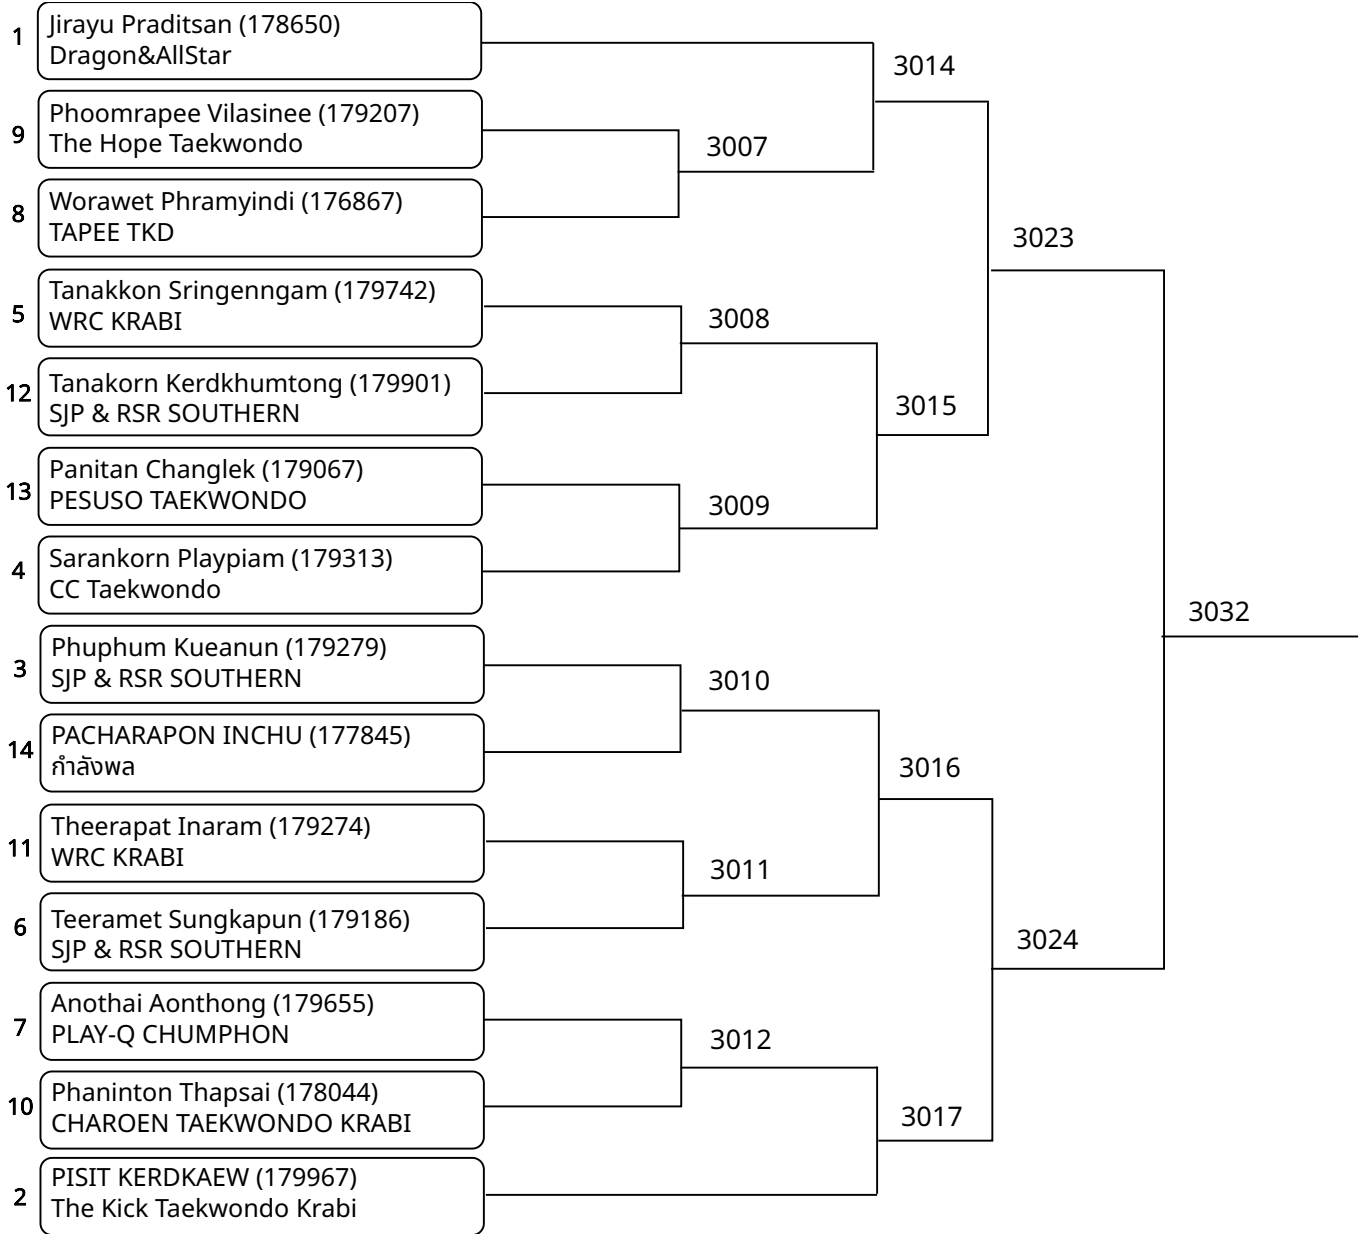 1
Jirayu Praditsan (178650)
Dragon&AllStar
3014
9
Phoomrapee Vilasinee (179207)
The Hope Taekwondo
3007
8
Worawet Phramyindi (176867)
TAPEE TKD
3023
5
Tanakkon Sringenngam (179742)
WRC KRABI
3008
12
Tanakorn Kerdkhumtong (179901)
SJP & RSR SOUTHERN
3015
13
Panitan Changlek (179067)
PESUSO TAEKWONDO
3009
4
Sarankorn Playpiam (179313)
CC Taekwondo
3032
3
Phuphum Kueanun (179279)
SJP & RSR SOUTHERN
3010
14
PACHARAPON INCHU (177845)
กำลังพล
3016
11
Theerapat Inaram (179274)
WRC KRABI
3011
6
Teeramet Sungkapun (179186)
SJP & RSR SOUTHERN
3024
7
Anothai Aonthong (179655)
PLAY-Q CHUMPHON
3012
10
Phaninton Thapsai (178044)
CHAROEN TAEKWONDO KRABI
3017
2
PISIT KERDKAEW (179967)
The Kick Taekwondo Krabi